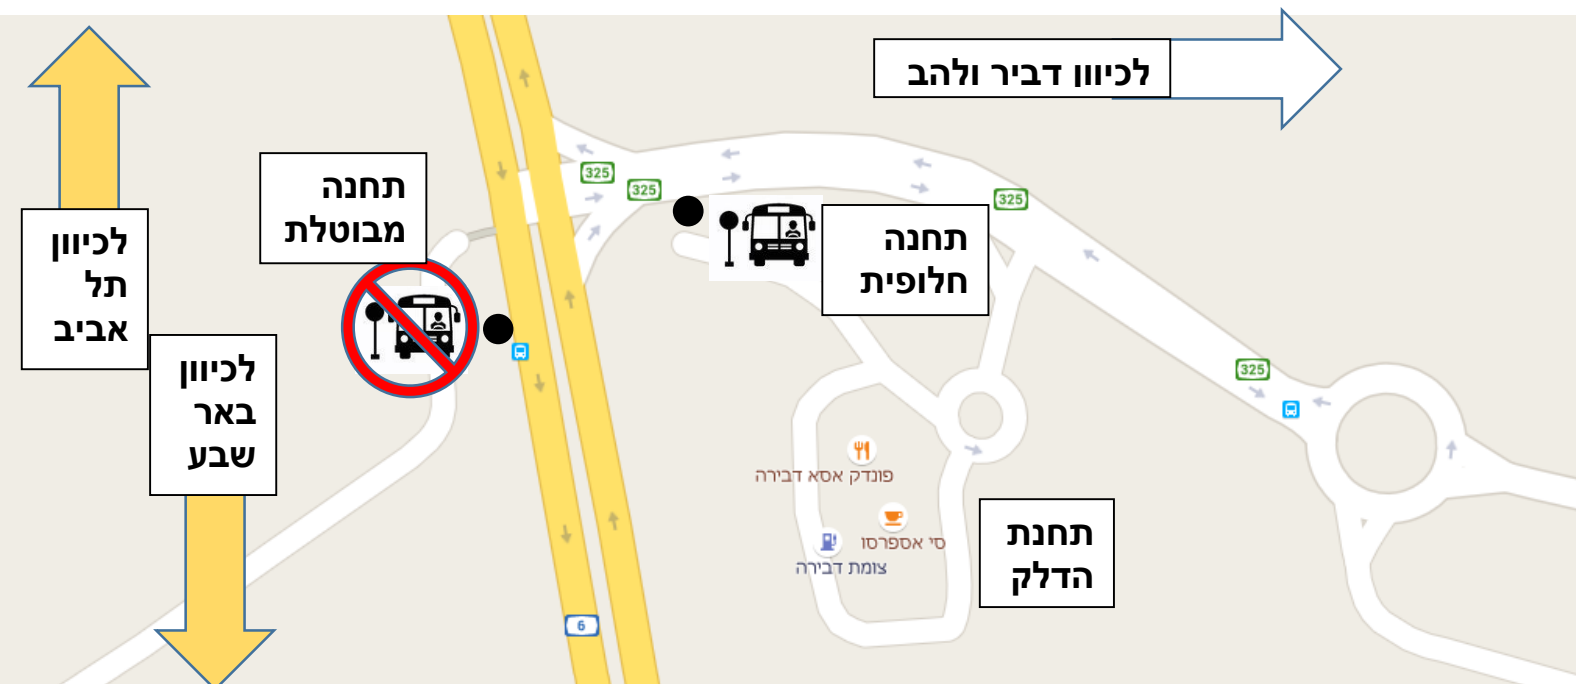 לכיוון דביר ולהב
תחנה
מבוטלת
325
325
325
תחנה
חלופית
לכיוון
תל
אביב
לכיוון
באר
שבע
325
פונדק אסא דבירה
סי אספרסו
צומת דבירה
תחנת
הדלק
6